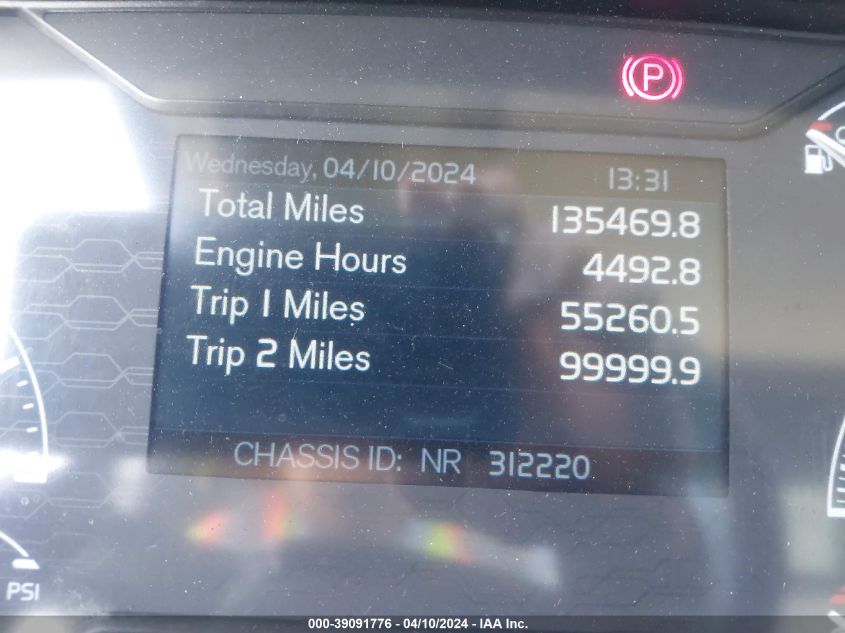 P
Wednesday, 04/10/2024 13:31
Total Miles 135469.8
Engine Hours 4492.8
Trip 1 Miles 55260.5
Trip 2 Miles 99999.9
CHASSIS ID: NR 312220
PSI
000-39091776 - 04/10/2024 - IAA Inc.